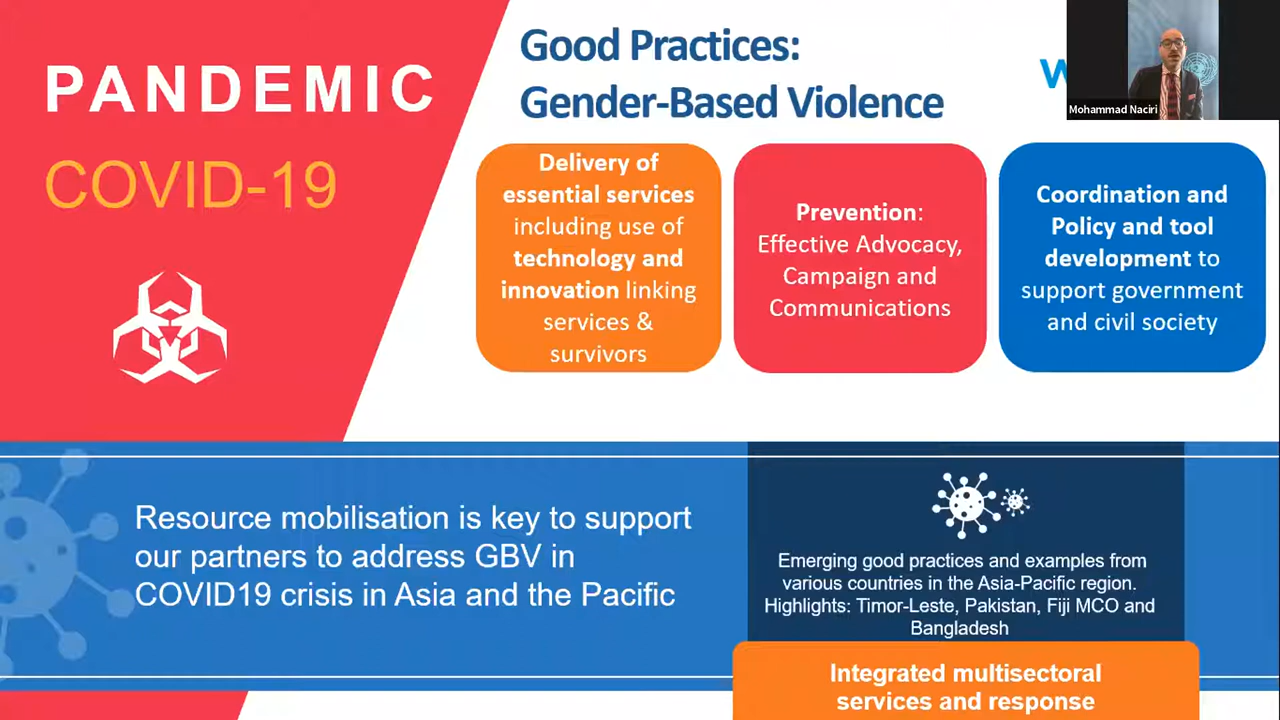 PANDEMIC
COVID-19
Good Practices:
Gender-Based Violence
W
Mohammad Naciri
Delivery of
essential services
including use of
technology and
innovation linking
services &
survivors
Prevention:
Effective Advocacy,
Campaign and
Communications
Coordination and
Policy and tool
development to
support government
and civil society
Resource mobilisation is key to support
our partners to address GBV in
COVID19 crisis in Asia and the Pacific
Emerging good practices and examples from
various countries in the Asia-Pacific region.
Highlights: Timor-Leste, Pakistan, Fiji MCO and
Bangladesh
Integrated multisectoral
services and response